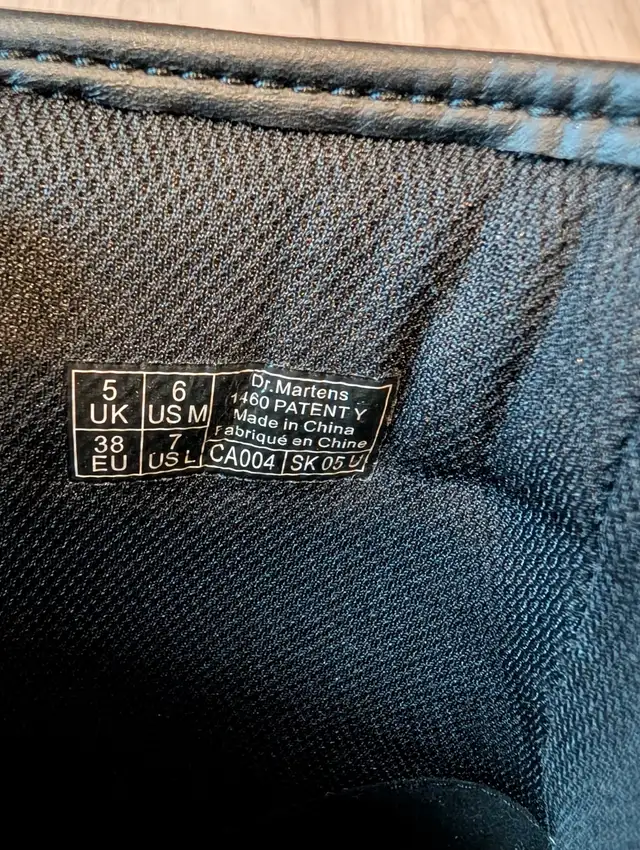 5
UK
6
US M
38
EU
7
US L
Dr.Martens
1460 PATENT Y
Made in China
Fabriqué en Chine
CA004
SK 05 U